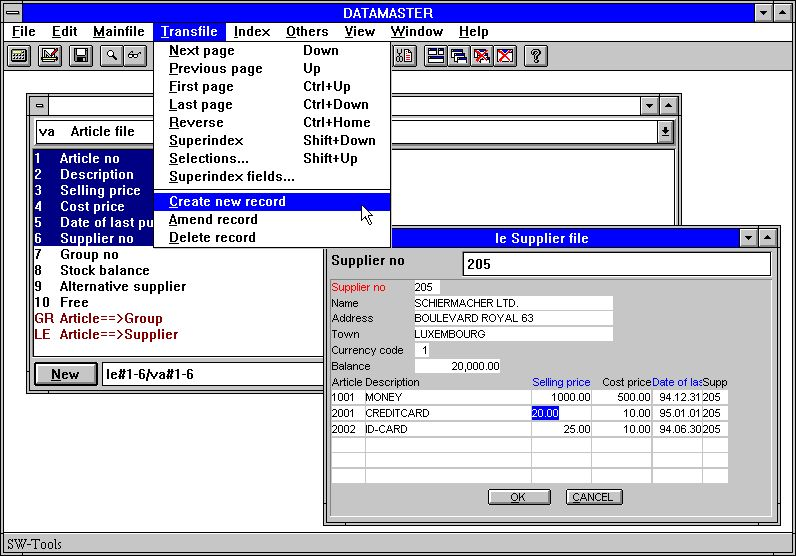 DATAMASTER
File Edit Mainfile Transfile Index Others View Window Help
Next page Down
Previous page Up
First page Ctrl+Up
Last page Ctrl+Down
Reverse Ctrl+Home
Superindex Shift+Down
Selections... Shift+Up
Superindex fields...
Create new record
Amend record
Delete record
va Article file
1 Article no
2 Description
3 Selling price
4 Cost price
5 Date of last pu
6 Supplier no
7 Group no
8 Stock balance
9 Alternative supplier
10 Free
GR Article==>Group
LE Article==>Supplier
New le#1-6/va#1-6
le Supplier file
Supplier no 205
Supplier no 205
Name SCHIERMACHER LTD.
Address BOULEVARD ROYAL 63
Town LUXEMBOURG
Currency code 1
Balance 20,000.00
Article Description Selling price Cost price Date of las Supp
1001 MONEY 1000.00 500.00 94.12.31 205
2001 CREDITCARD 20.00 10.00 95.01.01 205
2002 ID-CARD 25.00 10.00 94.06.30 205
OK CANCEL
SW-Tools